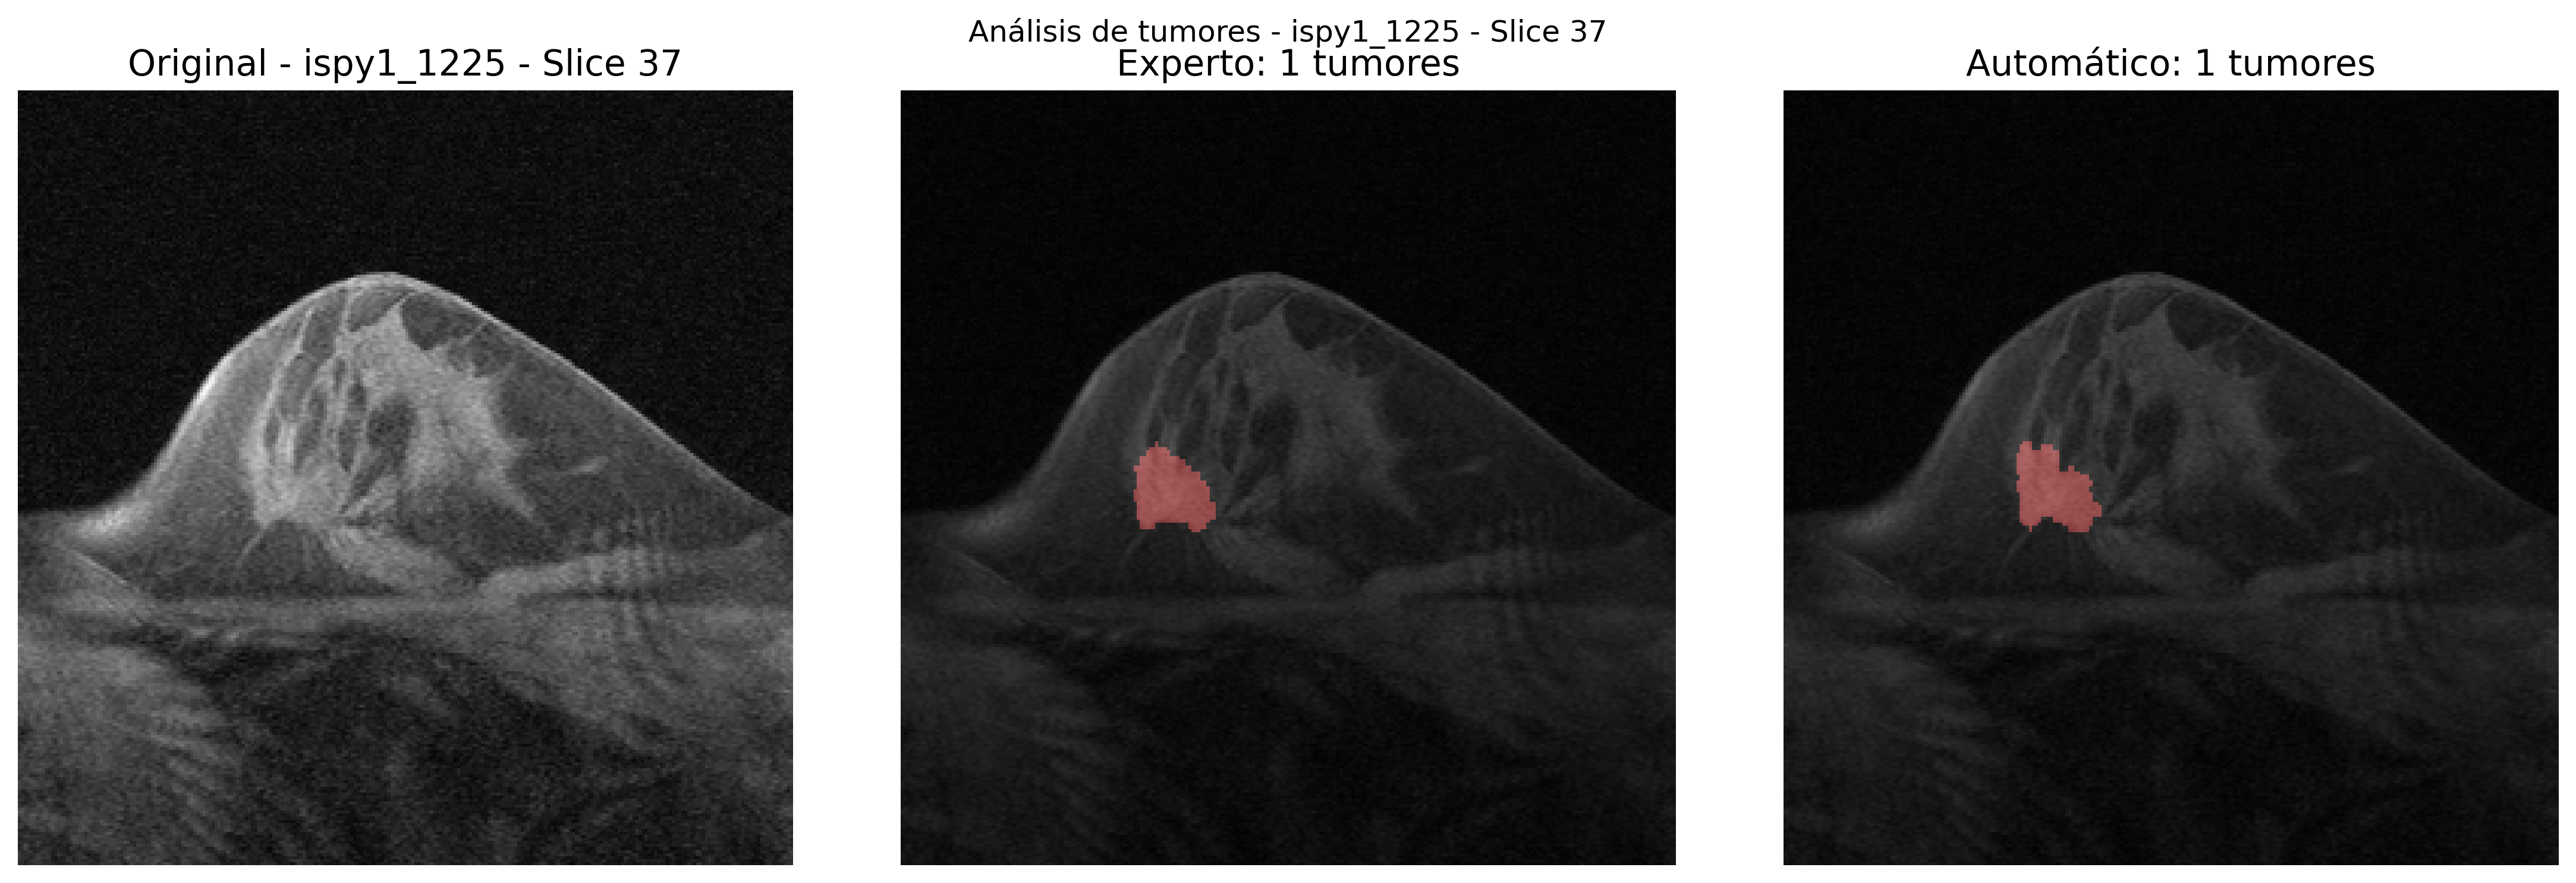 Análisis de tumores - ispy1_1225 - Slice 37
Original - ispy1_1225 - Slice 37
Experto: 1 tumores
Automático: 1 tumores